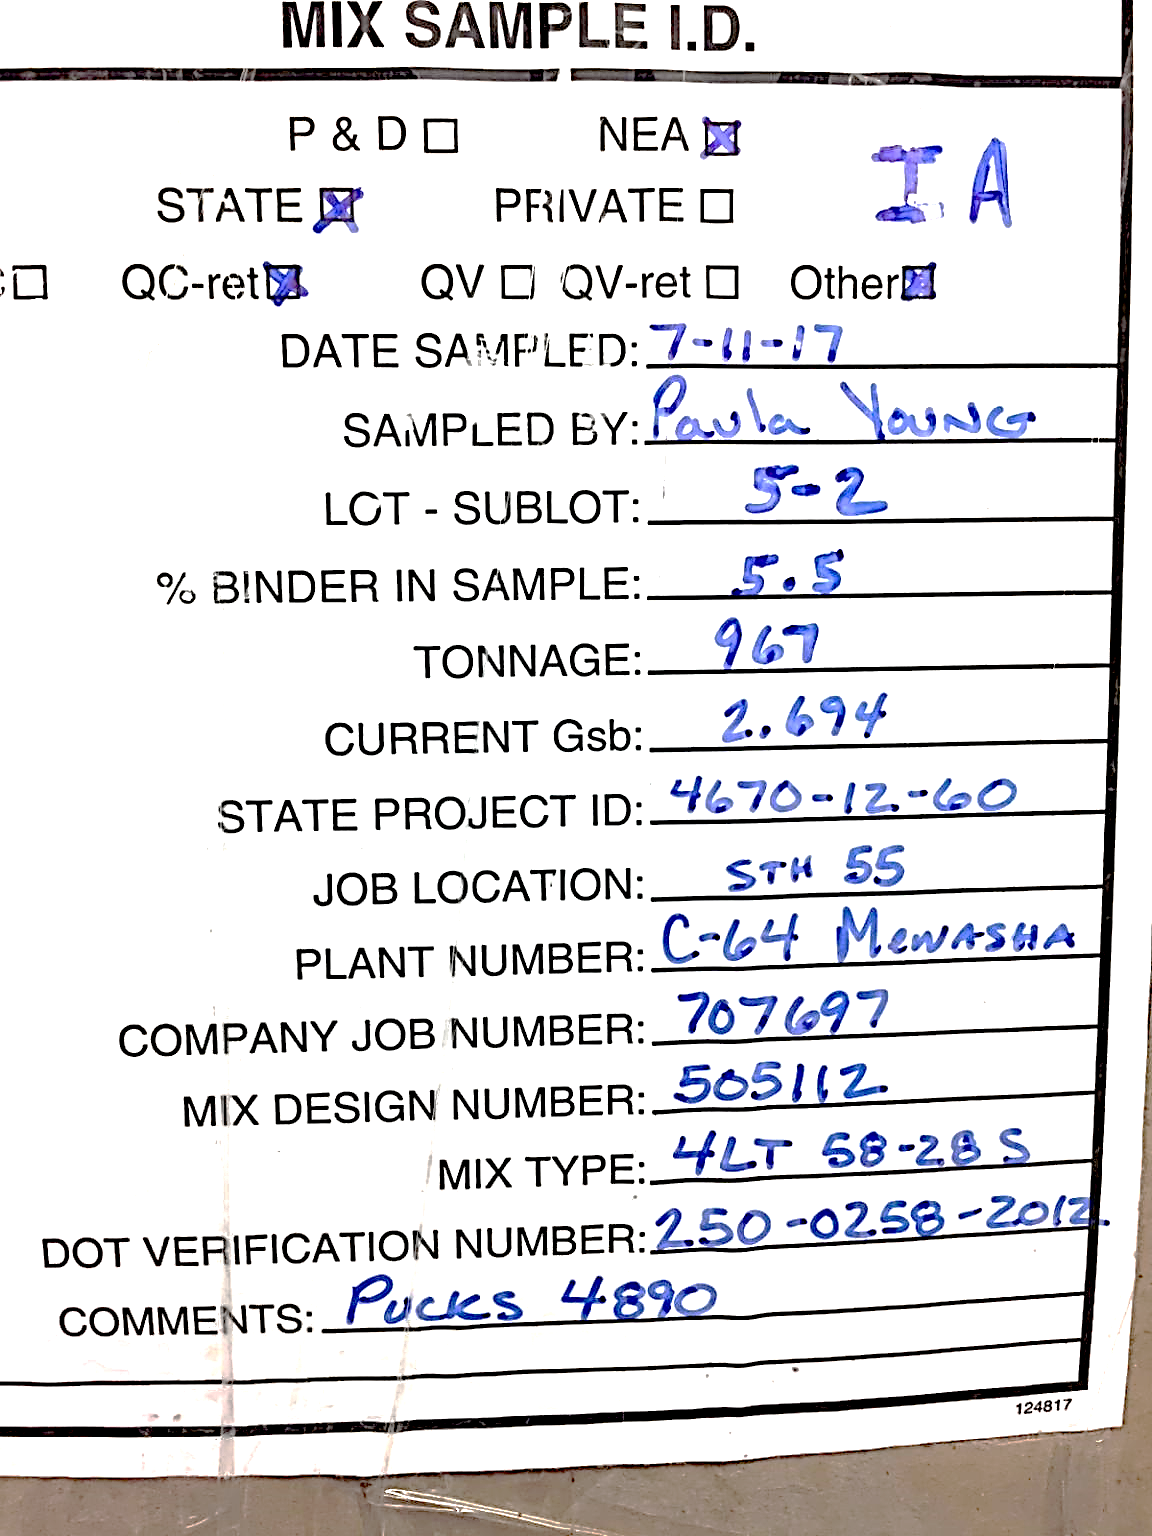 MIX SAMPLE I.D.
P & D ☐ NEA ☒
IA
STATE ☒ PRIVATE ☐
☐ QC-ret ☒ QV ☐ QV-ret ☐ Other ☒
DATE SAMPLED: 7-11-17
SAMPLED BY: Paula Young
LOT - SUBLOT: 5-2
% BINDER IN SAMPLE: 5.5
TONNAGE: 967
CURRENT Gsb: 2.694
STATE PROJECT ID: 4670-12-60
JOB LOCATION: STH 55
PLANT NUMBER: C-64 MeNASHA
COMPANY JOB NUMBER: 707697
MIX DESIGN NUMBER: 505112
MIX TYPE: 4LT 58-28 S
DOT VERIFICATION NUMBER: 250-0258-2012
COMMENTS: Pucks 4890
124817